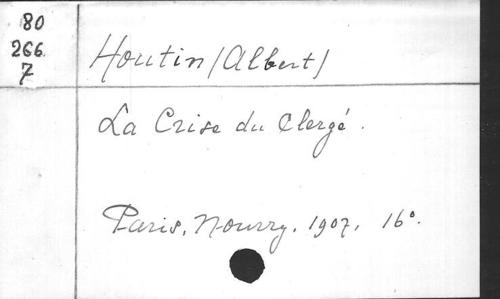 80
266
7
Houtin (Albert)
La Crise du Clergé.
Paris, Nourry. 1907. 16°.